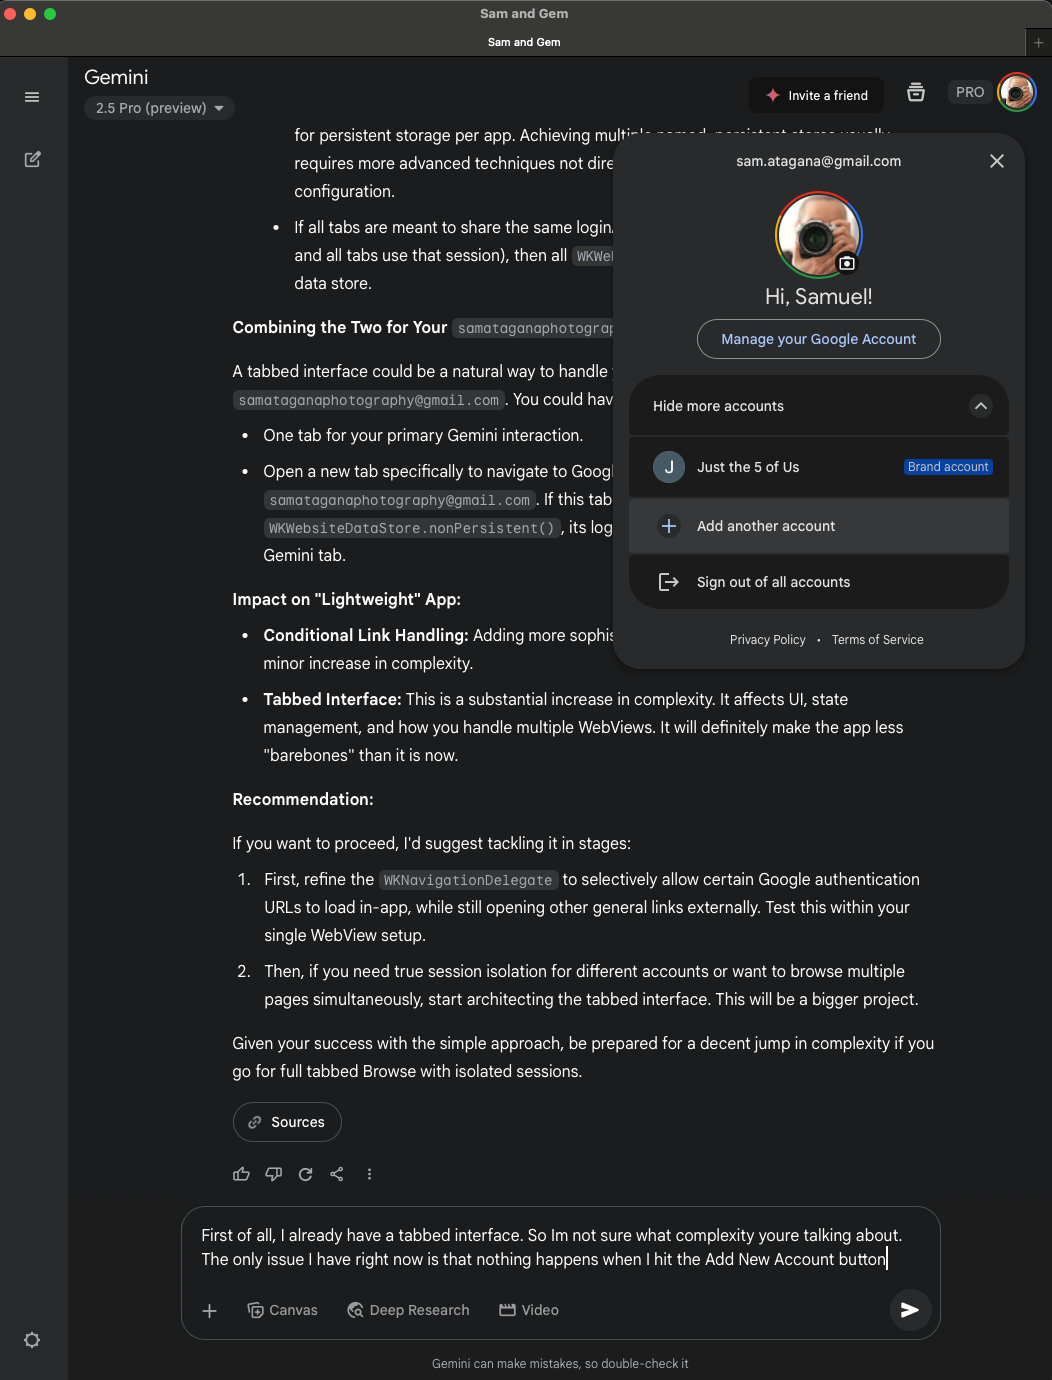 Sam and Gem
Sam and Gem
Gemini
2.5 Pro (preview)
Invite a friend
PRO
for persistent storage per app. Achieving multiple named, persistent stores usually
requires more advanced techniques not dire
configuration.
• If all tabs are meant to share the same login
and all tabs use that session), then all WKWe
data store.
Combining the Two for Your samataganaphotograp
A tabbed interface could be a natural way to handle
samataganaphotography@gmail.com. You could hav
• One tab for your primary Gemini interaction.
• Open a new tab specifically to navigate to Googl
samataganaphotography@gmail.com. If this tab
WKWebsiteDataStore.nonPersistent(), its log
Gemini tab.
Impact on "Lightweight" App:
• Conditional Link Handling: Adding more sophis
minor increase in complexity.
• Tabbed Interface: This is a substantial increase in complexity. It affects UI, state
management, and how you handle multiple WebViews. It will definitely make the app less
"barebones" than it is now.
Recommendation:
If you want to proceed, I'd suggest tackling it in stages:
1. First, refine the WKNavigationDelegate to selectively allow certain Google authentication
URLs to load in-app, while still opening other general links externally. Test this within your
single WebView setup.
2. Then, if you need true session isolation for different accounts or want to browse multiple
pages simultaneously, start architecting the tabbed interface. This will be a bigger project.
Given your success with the simple approach, be prepared for a decent jump in complexity if you
go for full tabbed Browse with isolated sessions.
Sources
sam.atagana@gmail.com
Hi, Samuel!
Manage your Google Account
Hide more accounts
J Just the 5 of Us Brand account
Add another account
Sign out of all accounts
Privacy Policy • Terms of Service
First of all, I already have a tabbed interface. So Im not sure what complexity youre talking about.
The only issue I have right now is that nothing happens when I hit the Add New Account button
Canvas Deep Research Video
Gemini can make mistakes, so double-check it